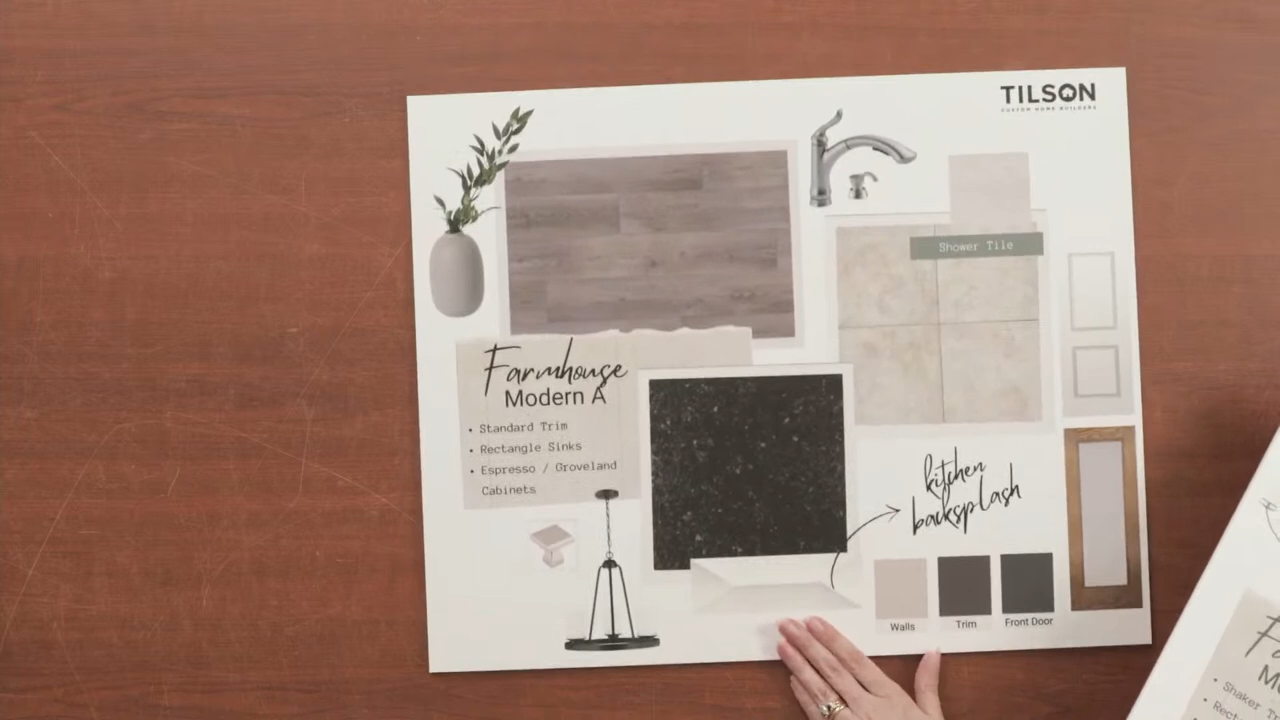 TILSON
CUSTOM HOME BUILDERS
Shower Tile
Farmhouse
Modern A
• Standard Trim
• Rectangle Sinks
• Espresso / Groveland
Cabinets
kitchen
backsplash
Walls
Trim
Front Door
• Shaker